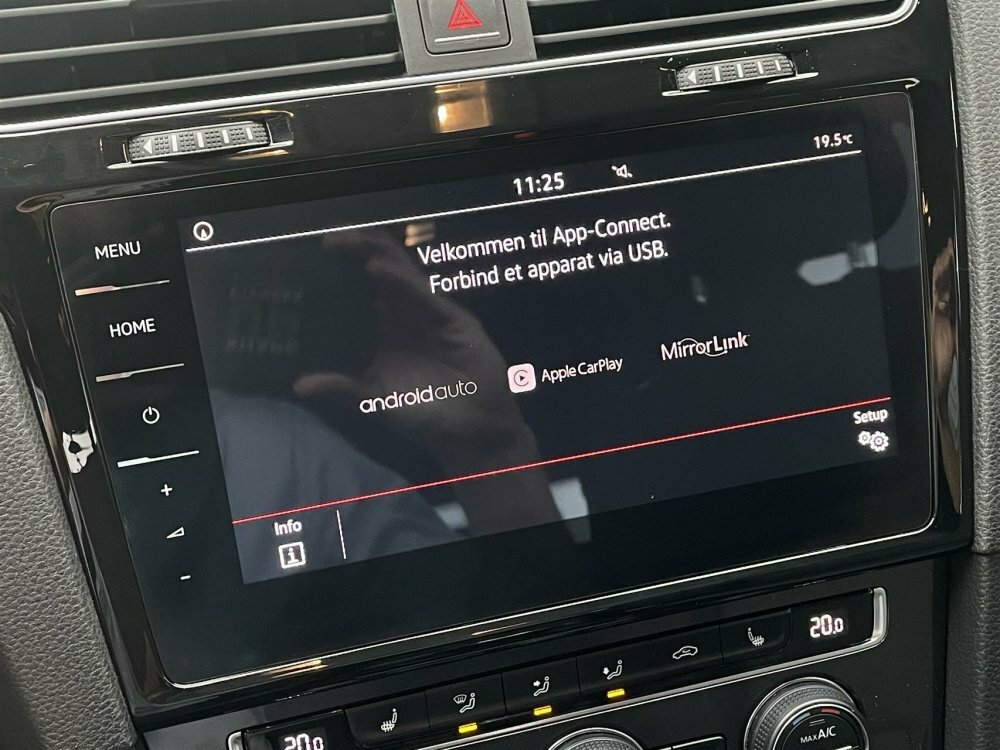 19.5°C
11:25
MENU
Velkommen til App-Connect.
Forbind et apparat via USB.
HOME
androidauto
Apple CarPlay
MirrorLink
Setup
+
-
Info
i
20.0
20.0
MAX A/C